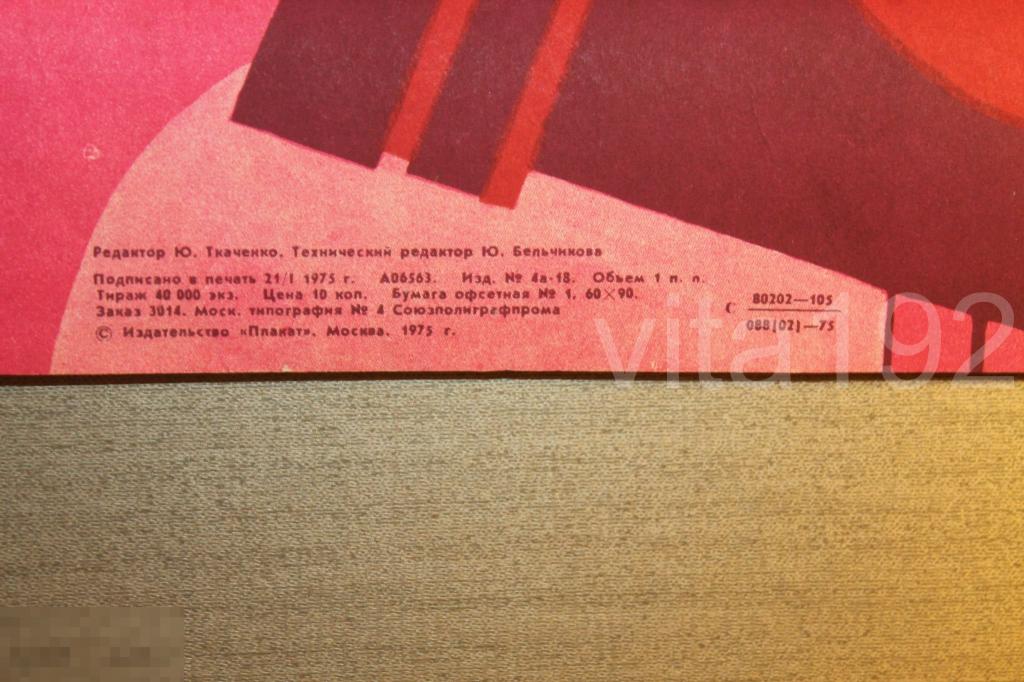 Редактор Ю. Ткаченко. Технический редактор Ю. Бельчикова
Подписано в печать 21/I 1975 г. А06563. Изд. № 4а-18. Объем 1 п. л.
Тираж 40 000 экз. Цена 10 коп. Бумага офсетная № 1. 60×90.
Заказ 3014. Моск. типография № 4 Союзполиграфпрома
© Издательство «Плакат». Москва. 1975 г.
С 80202—105
088(02)—75
vita192